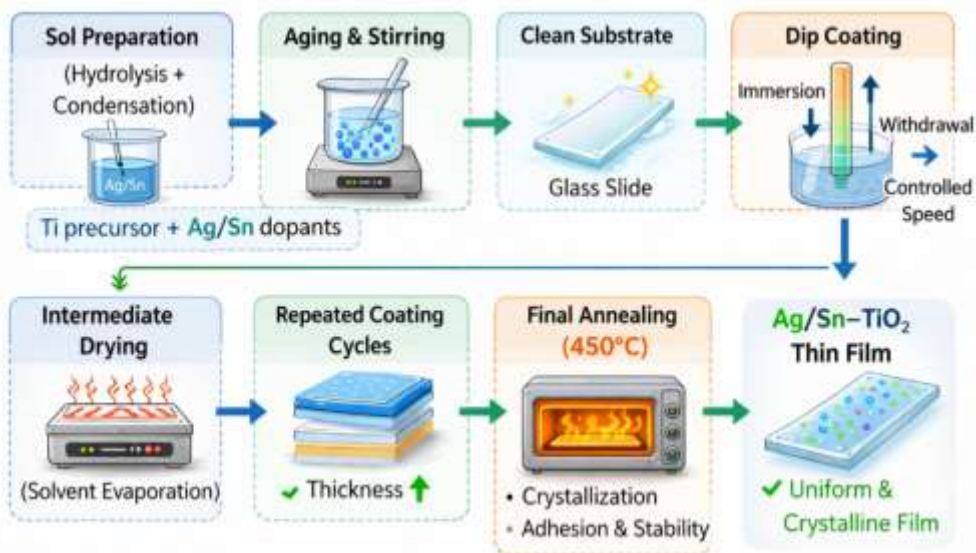 Sol Preparation
(Hydrolysis +
Condensation)
Ag/Sn
Ti precursor + Ag/Sn dopants
Aging & Stirring
Clean Substrate
Glass Slide
Dip Coating
Immersion
Withdrawal
Controlled
Speed
Intermediate
Drying
(Solvent Evaporation)
Repeated Coating
Cycles
✓ Thickness ↑
Final Annealing
(450°C)
• Crystallization
• Adhesion & Stability
Ag/Sn–TiO₂
Thin Film
✓ Uniform &
Crystalline Film